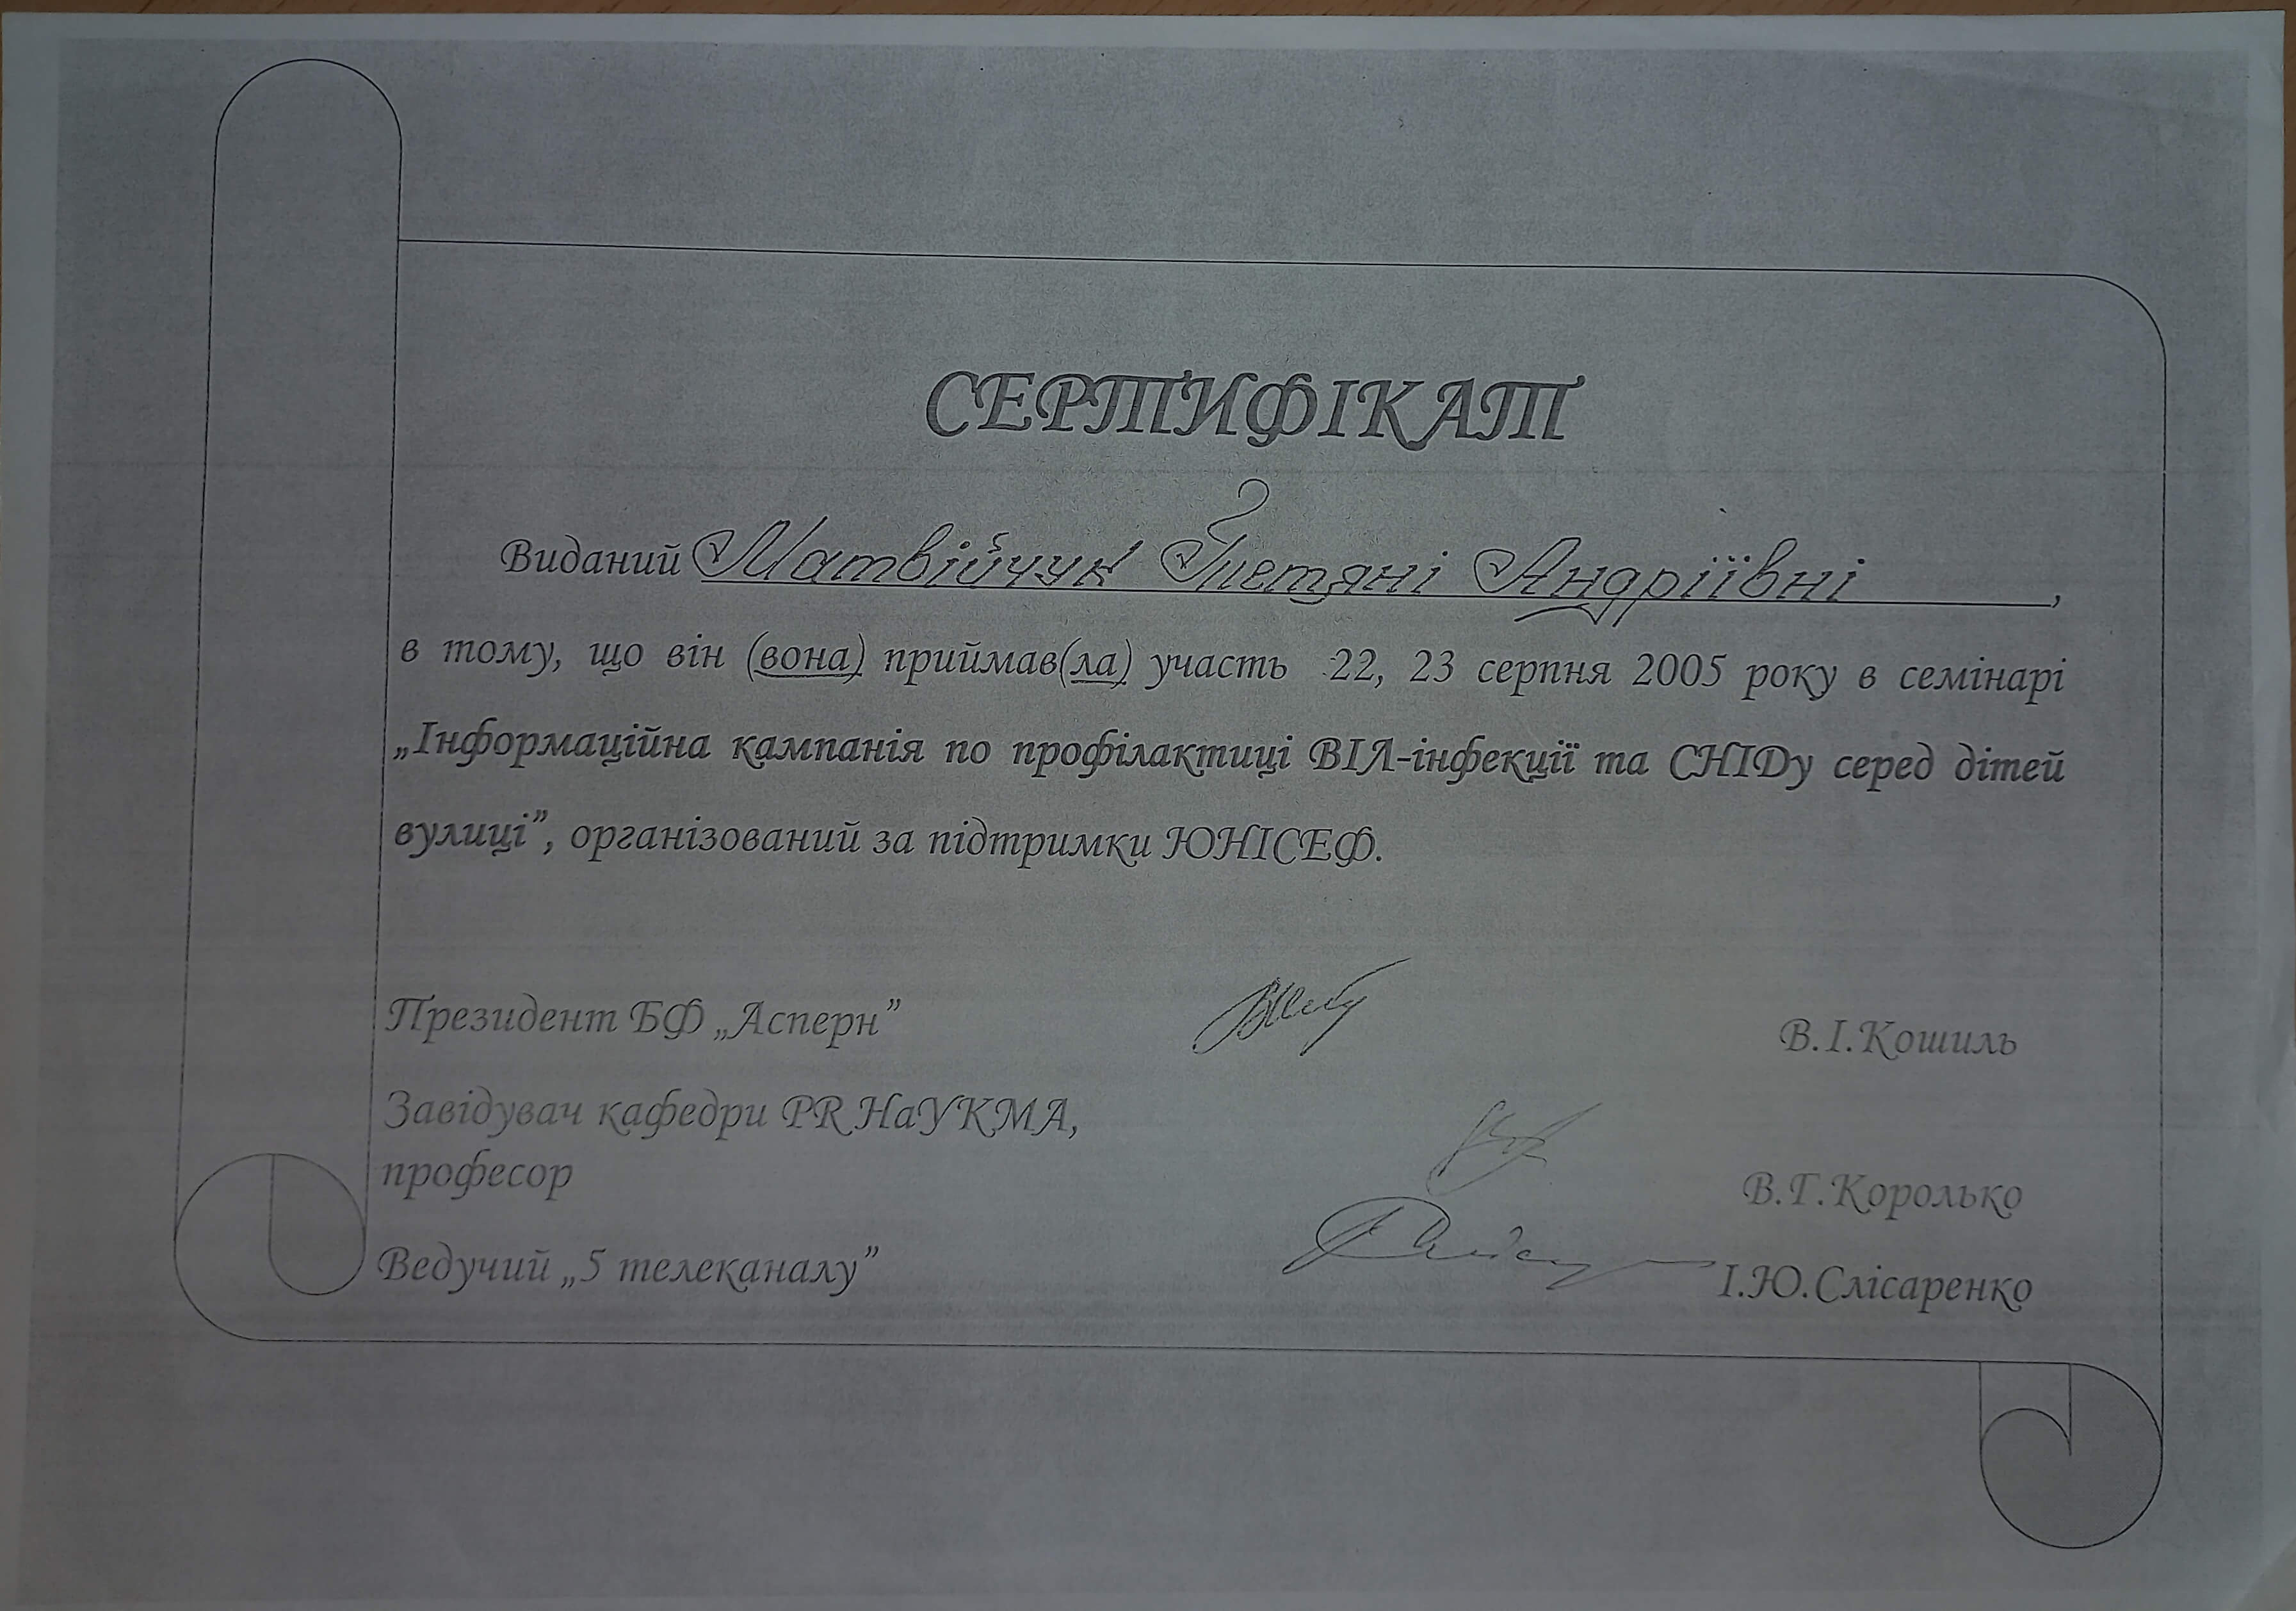 СЕРТИФІКАТ
Виданий Матвійчук Тетяні Андріївні,
в тому, що він (вона) приймав(ла) участь 22, 23 серпня 2005 року в семінарі
„Інформаційна кампанія по профілактиці ВІЛ-інфекції та СНІДу серед дітей
вулиці”, організований за підтримки ЮНІСЕФ.
Президент БФ „Асперн” В.І.Кошиль
Завідувач кафедри PR НаУКМА,
професор В.Г.Королько
Ведучий „5 телеканалу” І.Ю.Слісаренко